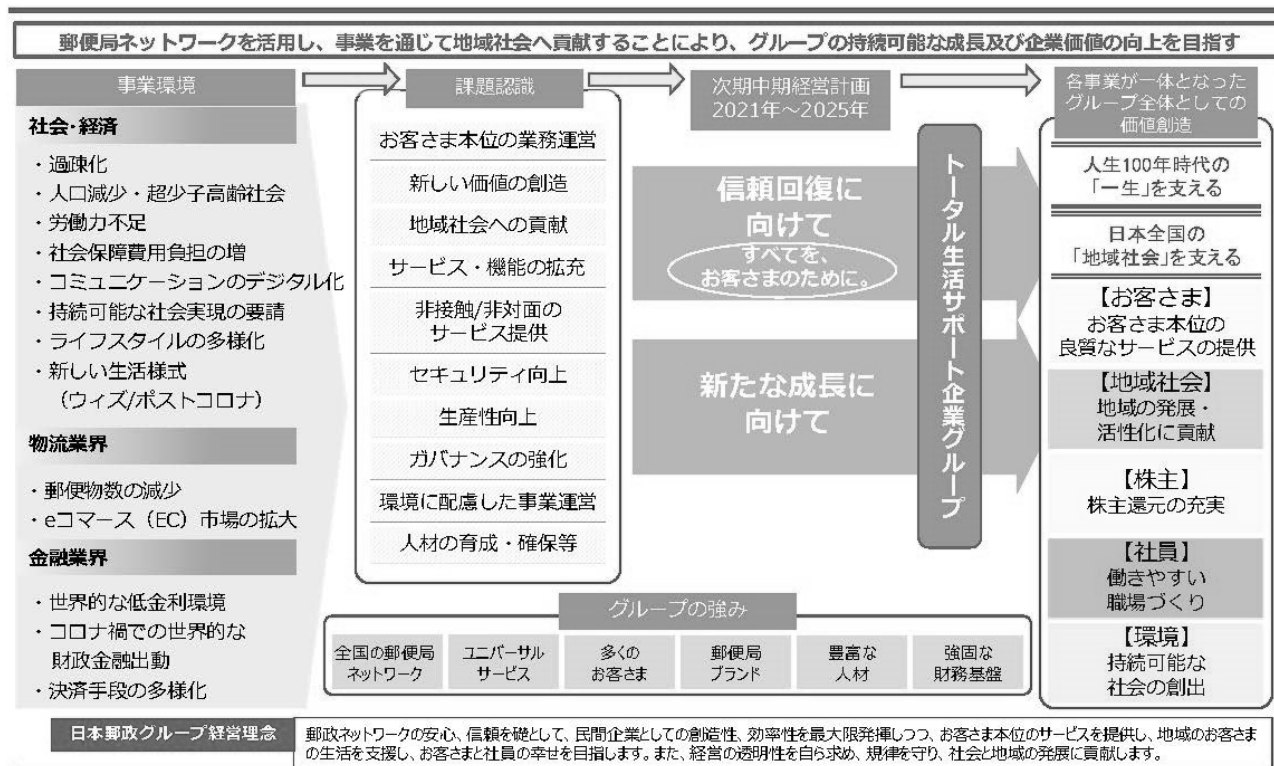 郵便局ネットワークを活用し、事業を通じて地域社会へ貢献することにより、グループの持続可能な成長及び企業価値の向上を目指す
事業環境
社会・経済
・過疎化
・人口減少・超少子高齢社会
・労働力不足
・社会保障費用負担の増
・コミュニケーションのデジタル化
・持続可能な社会実現の要請
・ライフスタイルの多様化
・新しい生活様式
（ウィズ/ポストコロナ）
物流業界
・郵便物数の減少
・eコマース（EC）市場の拡大
金融業界
・世界的な低金利環境
・コロナ禍での世界的な
財政金融出動
・決済手段の多様化
課題認識
お客さま本位の業務運営
新しい価値の創造
地域社会への貢献
サービス・機能の拡充
非接触/非対面の
サービス提供
セキュリティ向上
生産性向上
ガバナンスの強化
環境に配慮した事業運営
人材の育成・確保等
次期中期経営計画
2021年～2025年
信頼回復に
向けて
すべてを、
お客さまのために。
新たな成長に
向けて
トータル生活サポート企業グループ
各事業が一体となった
グループ全体としての
価値創造
人生100年時代の
「一生」を支える
日本全国の
「地域社会」を支える
【お客さま】
お客さま本位の
良質なサービスの提供
【地域社会】
地域の発展・
活性化に貢献
【株主】
株主還元の充実
【社員】
働きやすい
職場づくり
【環境】
持続可能な
社会の創出
グループの強み
全国の郵便局
ネットワーク
ユニバーサル
サービス
多くの
お客さま
郵便局
ブランド
豊富な
人材
強固な
財務基盤
日本郵政グループ経営理念
郵政ネットワークの安心、信頼を礎として、民間企業としての創造性、効率性を最大限発揮しつつ、お客さま本位のサービスを提供し、地域のお客さま
の生活を支援し、お客さまと社員の幸せを目指します。また、経営の透明性を自ら求め、規律を守り、社会と地域の発展に貢献します。